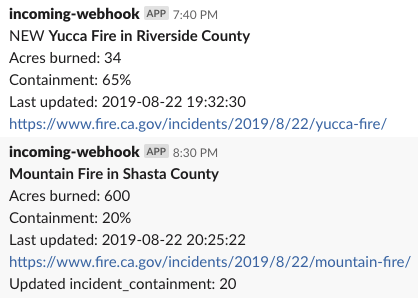 incoming-webhook APP 7:40 PM
NEW Yucca Fire in Riverside County
Acres burned: 34
Containment: 65%
Last updated: 2019-08-22 19:32:30
https://www.fire.ca.gov/incidents/2019/8/22/yucca-fire/
incoming-webhook APP 8:30 PM
Mountain Fire in Shasta County
Acres burned: 600
Containment: 20%
Last updated: 2019-08-22 20:25:22
https://www.fire.ca.gov/incidents/2019/8/22/mountain-fire/
Updated incident_containment: 20